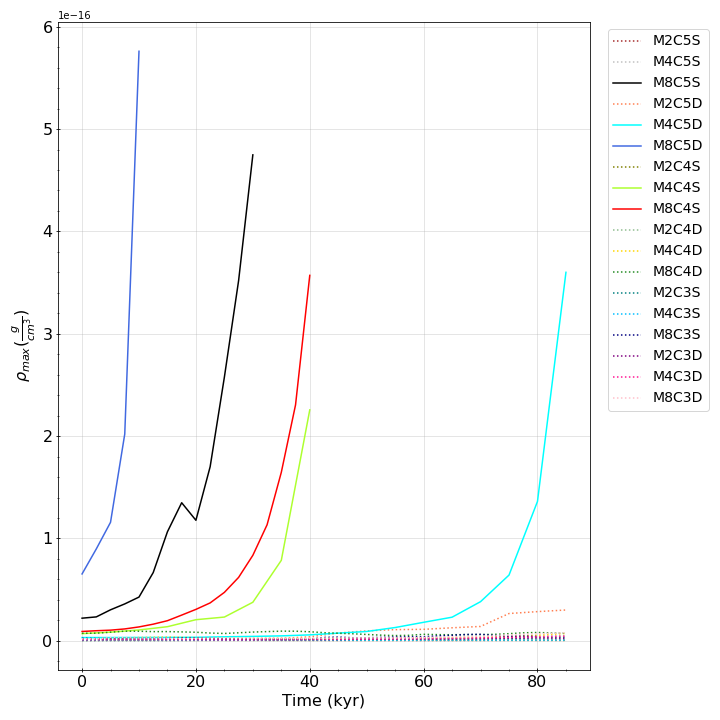 1e−16
6
5
4
3
2
1
0
ρmax(g/cm³)
0 20 40 60 80
Time (kyr)
M2C5S
M4C5S
M8C5S
M2C5D
M4C5D
M8C5D
M2C4S
M4C4S
M8C4S
M2C4D
M4C4D
M8C4D
M2C3S
M4C3S
M8C3S
M2C3D
M4C3D
M8C3D